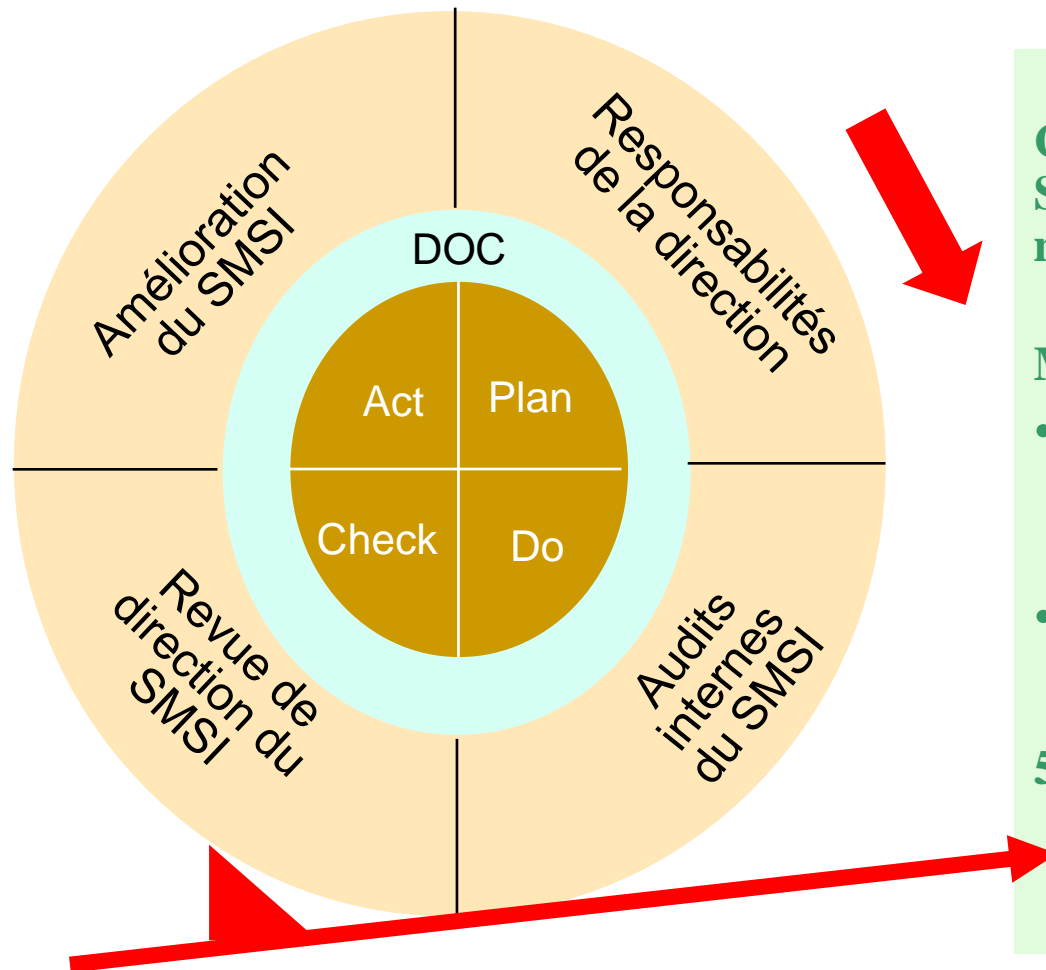 Amélioration
du SMSI
Responsabilités
de la direction
DOC
Act
Plan
Check
Do
Revue de
direction du
SMSI
Audits
internes
du SMSI
•
•
5